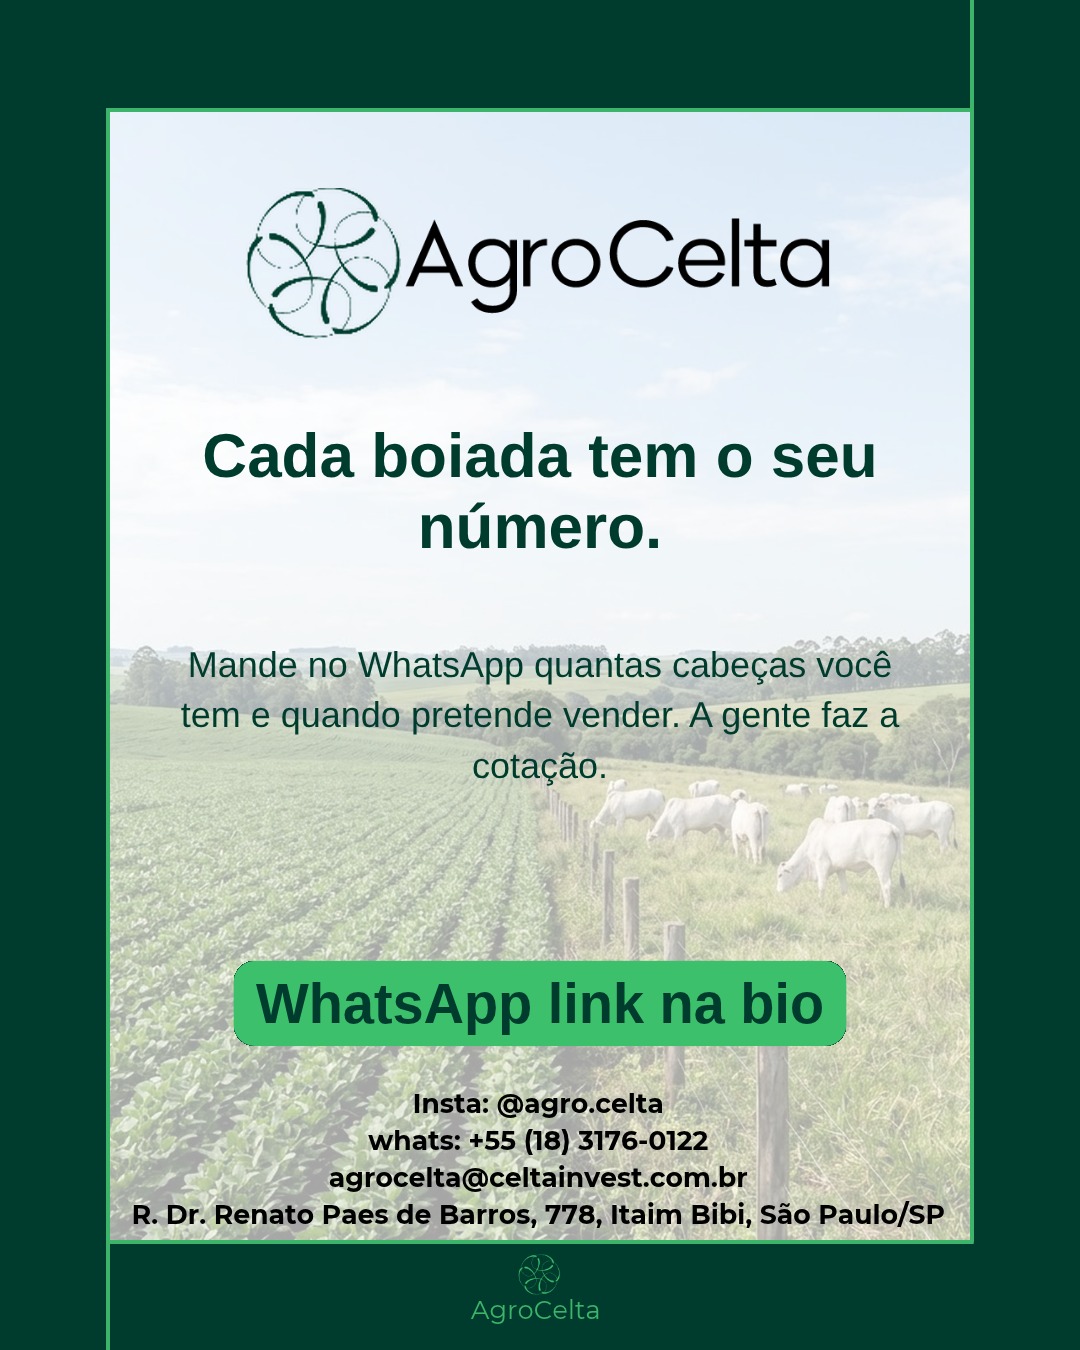 AgroCelta
Cada boiada tem o seu
número.
Mande no WhatsApp quantas cabeças você
tem e quando pretende vender. A gente faz a
cotação.
WhatsApp link na bio
Insta: @agro.celta
whats: +55 (18) 3176-0122
agrocelta@celtainvest.com.br
R. Dr. Renato Paes de Barros, 778, Itaim Bibi, São Paulo/SP
AgroCelta